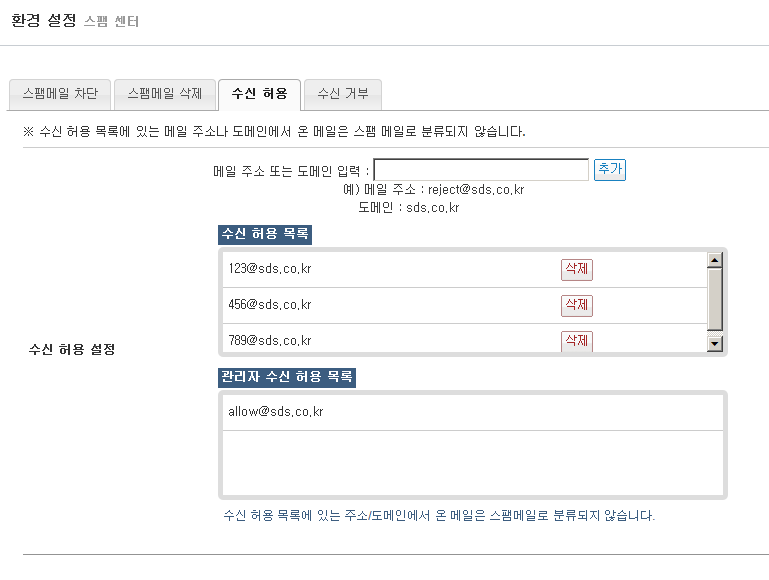 환경 설정 스팸 센터
스팸메일 차단 스팸메일 삭제 수신 허용 수신 거부
※ 수신 허용 목록에 있는 메일 주소나 도메인에서 온 메일은 스팸 메일로 분류되지 않습니다.
메일 주소 또는 도메인 입력 : 추가
예) 메일 주소 : reject@sds.co.kr
도메인 : sds.co.kr
수신 허용 목록
123@sds.co.kr 삭제
456@sds.co.kr 삭제
789@sds.co.kr 삭제
수신 허용 설정
관리자 수신 허용 목록
allow@sds.co.kr
수신 허용 목록에 있는 주소/도메인에서 온 메일은 스팸메일로 분류되지 않습니다.